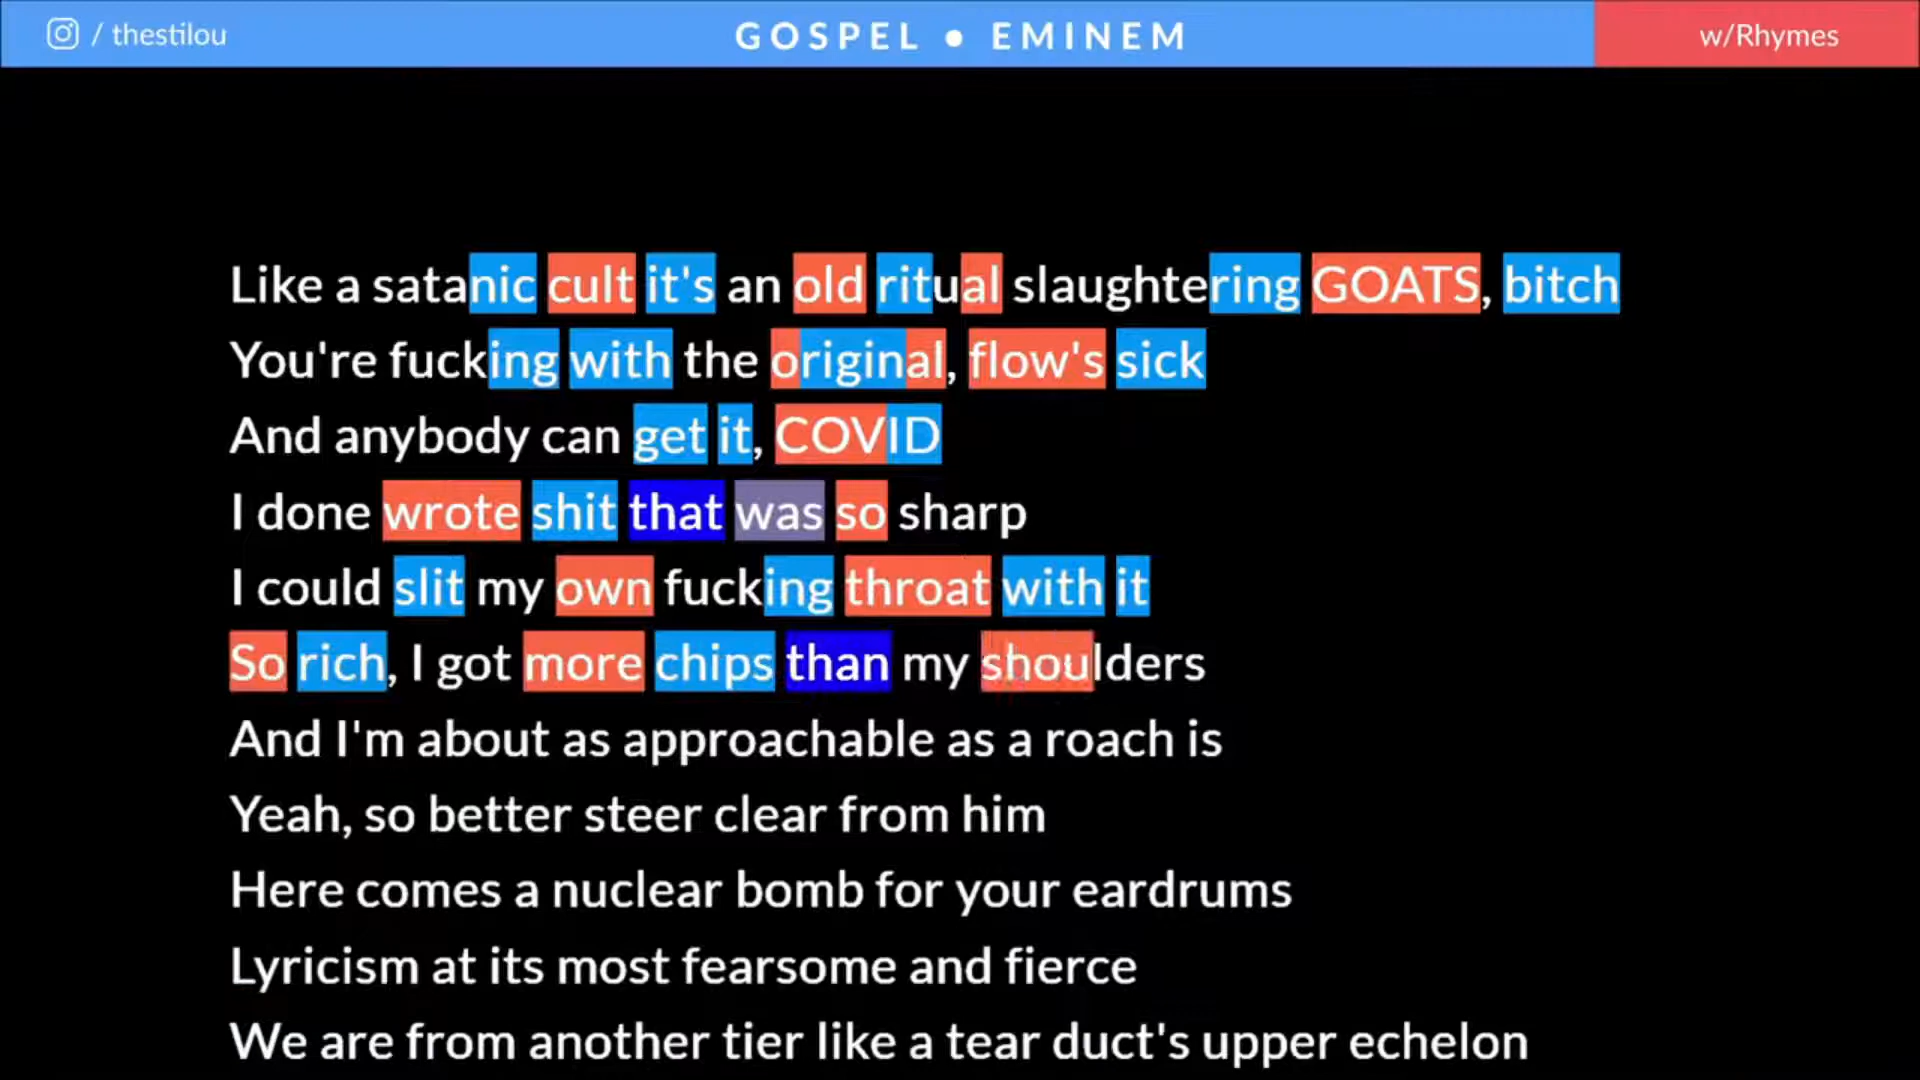 / thestilou
GOSPEL ● EMINEM
w/Rhymes
Like a satanic cult it's an old ritual slaughtering GOATS, bitch
You're fucking with the original, flow's sick
And anybody can get it, COVID
I done wrote shit that was so sharp
I could slit my own fucking throat with it
So rich, I got more chips than my shoulders
And I'm about as approachable as a roach is
Yeah, so better steer clear from him
Here comes a nuclear bomb for your eardrums
Lyricism at its most fearsome and fierce
We are from another tier like a tear duct's upper echelon